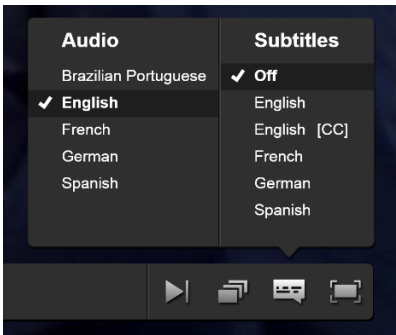 Audio
Brazilian Portuguese
English
French
German
Spanish
Subtitles
Off
English
English [CC]
French
German
Spanish